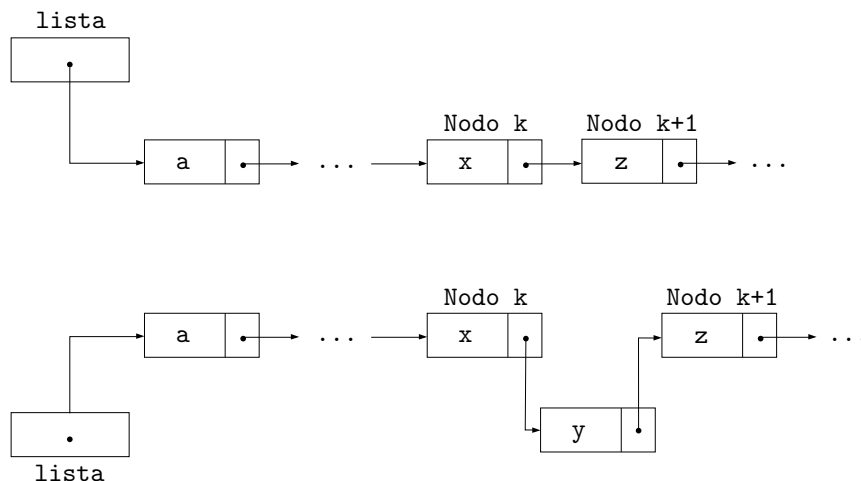 lista
Nodo k Nodo k+1
a ... x z ...
Nodo k Nodo k+1
a ... x z ...
y
lista